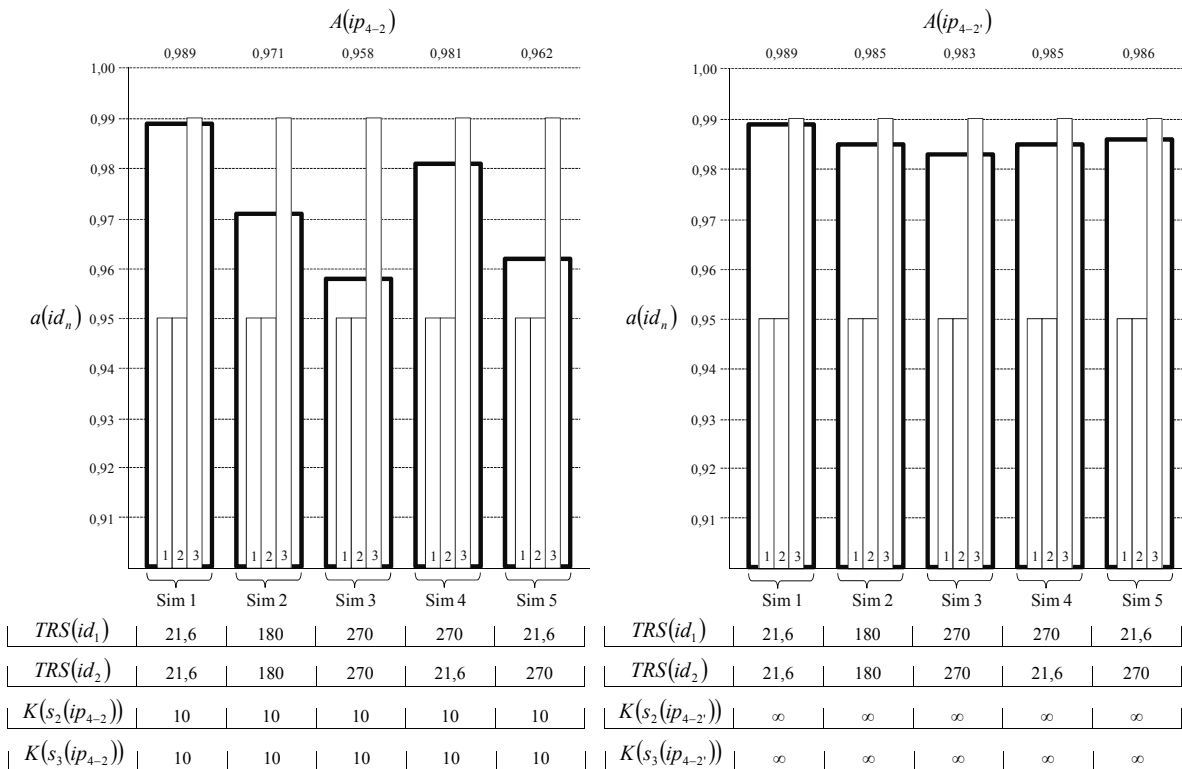 A(ip₄₋₂)
0,989 0,971 0,958 0,981 0,962
1,00
0,99
0,98
0,97
0,96
a(idₙ) 0,95
0,94
0,93
0,92
0,91
1 2 3 1 2 3 1 2 3 1 2 3 1 2 3
Sim 1 Sim 2 Sim 3 Sim 4 Sim 5
TRS(id₁) 21,6 180 270 270 21,6
TRS(id₂) 21,6 180 270 21,6 270
K(s₂(ip₄₋₂)) 10 10 10 10 10
K(s₃(ip₄₋₂)) 10 10 10 10 10
A(ip₄₋₂')
0,989 0,985 0,983 0,985 0,986
1,00
0,99
0,98
0,97
0,96
a(idₙ) 0,95
0,94
0,93
0,92
0,91
1 2 3 1 2 3 1 2 3 1 2 3 1 2 3
Sim 1 Sim 2 Sim 3 Sim 4 Sim 5
TRS(id₁) 21,6 180 270 270 21,6
TRS(id₂) 21,6 180 270 21,6 270
K(s₂(ip₄₋₂')) ∞ ∞ ∞ ∞ ∞
K(s₃(ip₄₋₂')) ∞ ∞ ∞ ∞ ∞